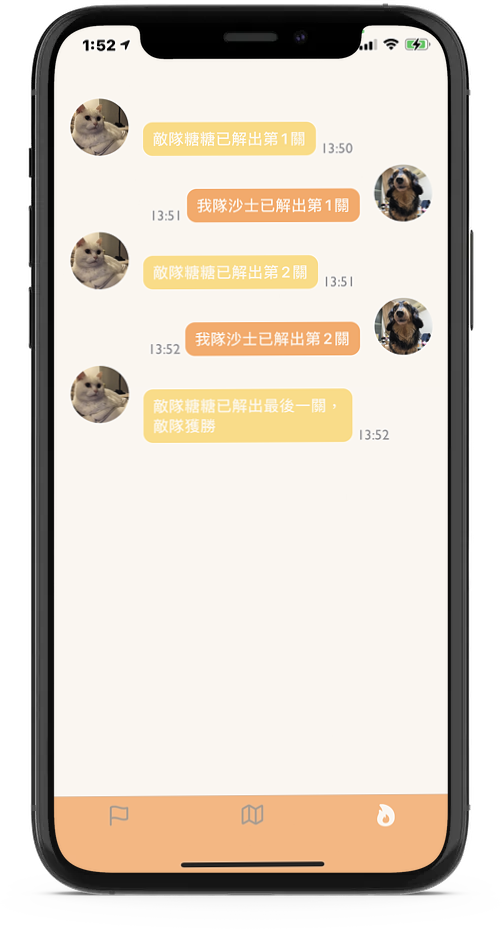 1:52
敵隊糖糖已解出第1關
13:50
我隊沙士已解出第1關
13:51
敵隊糖糖已解出第2關
13:51
我隊沙士已解出第2關
13:52
敵隊糖糖已解出最後一關，
敵隊獲勝
13:52